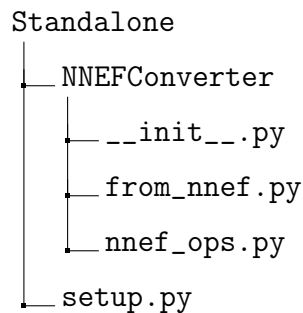 Standalone
NNEFConverter
__init__.py
from_nnef.py
nnef_ops.py
setup.py